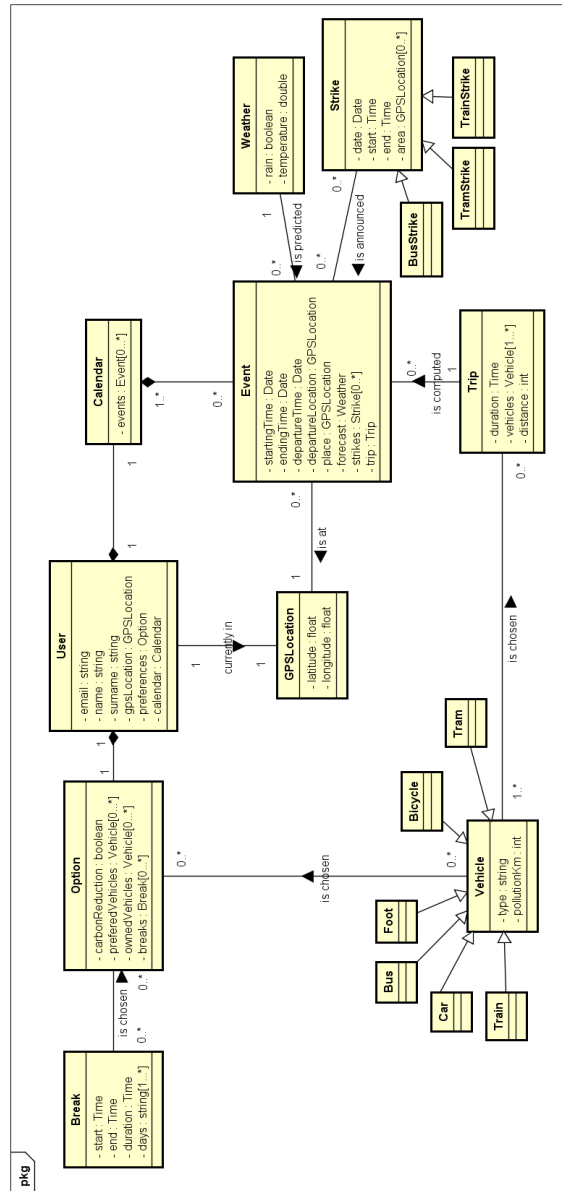 pkg
Break
- start : Time
- end : Time
- duration : Time
- days : string[1...*]
0..*
is chosen
0..*
Option
- carbonReduction : boolean
- preferedVehicles : Vehicle[0...*]
- ownedVehicles : Vehicle[0...*]
- breaks : Break[0...*]
1
1
User
- email : string
- name : string
- surname : string
- gpsLocation : GPSLocation
- preferences : Option
- calendar : Calendar
1
1
Calendar
- events : Event[0...*]
1..*
0..*
Weather
- rain : boolean
- temperature : double
1
is predicted
0..*
Strike
- date : Date
- start : Time
- end : Time
- area : GPSLocation[0..*]
0..*
is announced
0..*
BusStrike
TramStrike
TrainStrike
Event
- startingTime : Date
- endingTime : Date
- departureTime : Date
- departureLocation : GPSLocation
- place : GPSLocation
- forecast : Weather
- strikes : Strike[0...*]
- trip : Trip
1
currently in
1
GPSLocation
- latitude : float
- longitude : float
0..*
is at
1
0..*
is computed
1
Trip
- duration : Time
- vehicles : Vehicle[1...*]
- distance : int
0..*
is chosen
1..*
0..*
is chosen
0..*
Vehicle
- type : string
- pollutionKm : int
Train
Car
Bus
Foot
Bicycle
Tram